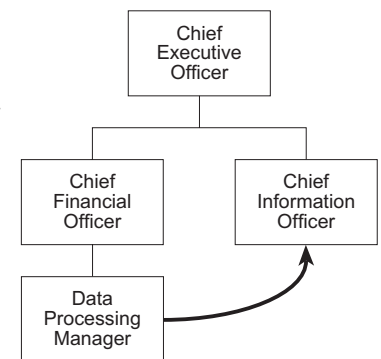 Chief
Executive
Officer
Chief
Financial
Officer
Chief
Information
Officer
Data
Processing
Manager